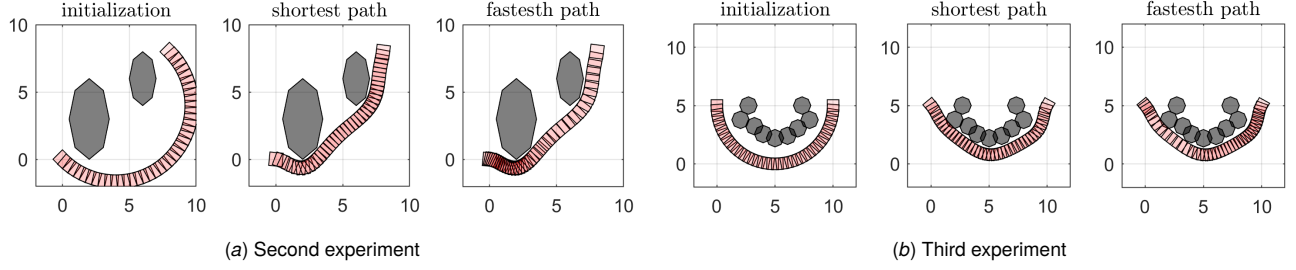 initialization shortest path fastesth path initialization shortest path fastesth path
10 10 10 10 10 10
5 5 5 5 5 5
0 0 0 0 0 0
0 5 10 0 5 10 0 5 10 0 5 10 0 5 10 0 5 10
(a) Second experiment (b) Third experiment